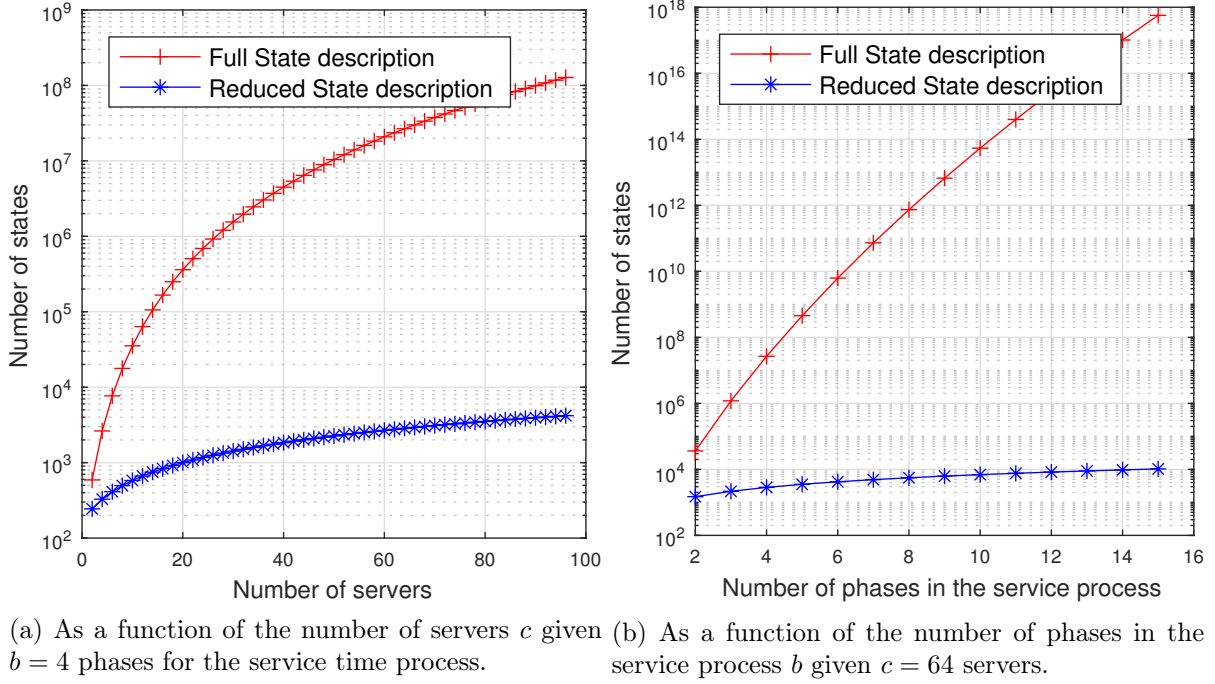 10^9
10^8
10^7
10^6
10^5
10^4
10^3
10^2
0
20
40
60
80
100
Number of servers
Number of states
Full State description
Reduced State description
(a) As a function of the number of servers c given
b = 4 phases for the service time process.
10^18
10^16
10^14
10^12
10^10
10^8
10^6
10^4
10^2
2
4
6
8
10
12
14
16
Number of phases in the service process
Number of states
Full State description
Reduced State description
(b) As a function of the number of phases in the
service process b given c = 64 servers.